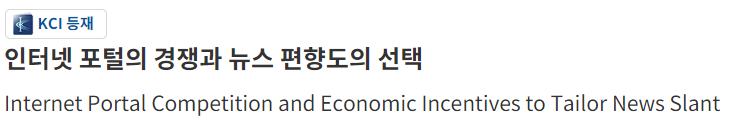 KCI 등재
인터넷 포털의 경쟁과 뉴스 편향도의 선택
Internet Portal Competition and Economic Incentives to Tailor News Slant